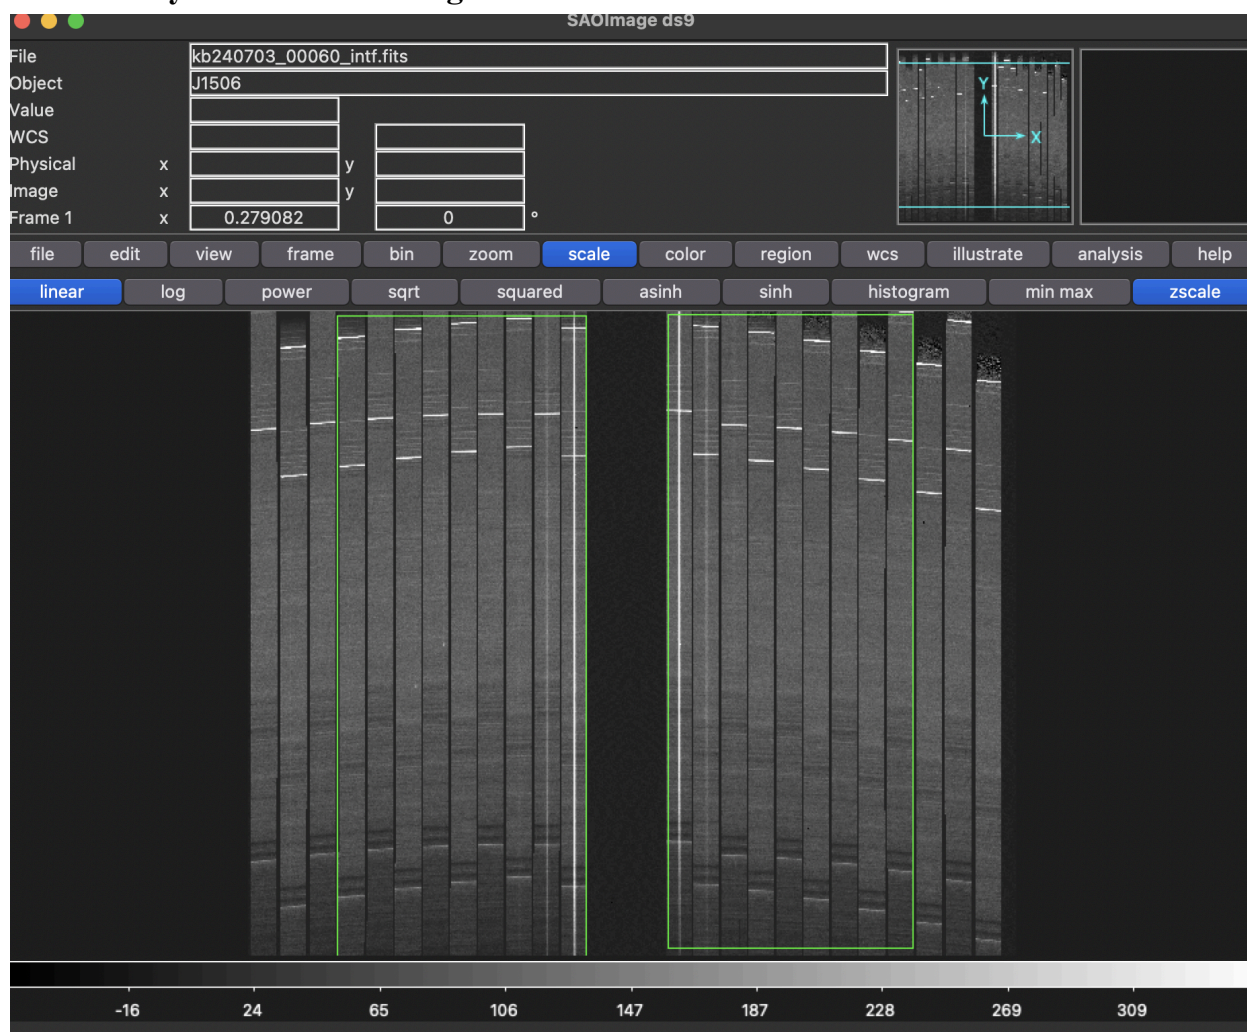 SAOImage ds9
File kb240703_00060_intf.fits
Object J1506
Value
WCS
Physical x y
Image x y
Frame 1 x 0.279082 0 °
Y
X
file edit view frame bin zoom scale color region wcs illustrate analysis help
linear log power sqrt squared asinh sinh histogram min max zscale
-16 24 65 106 147 187 228 269 309